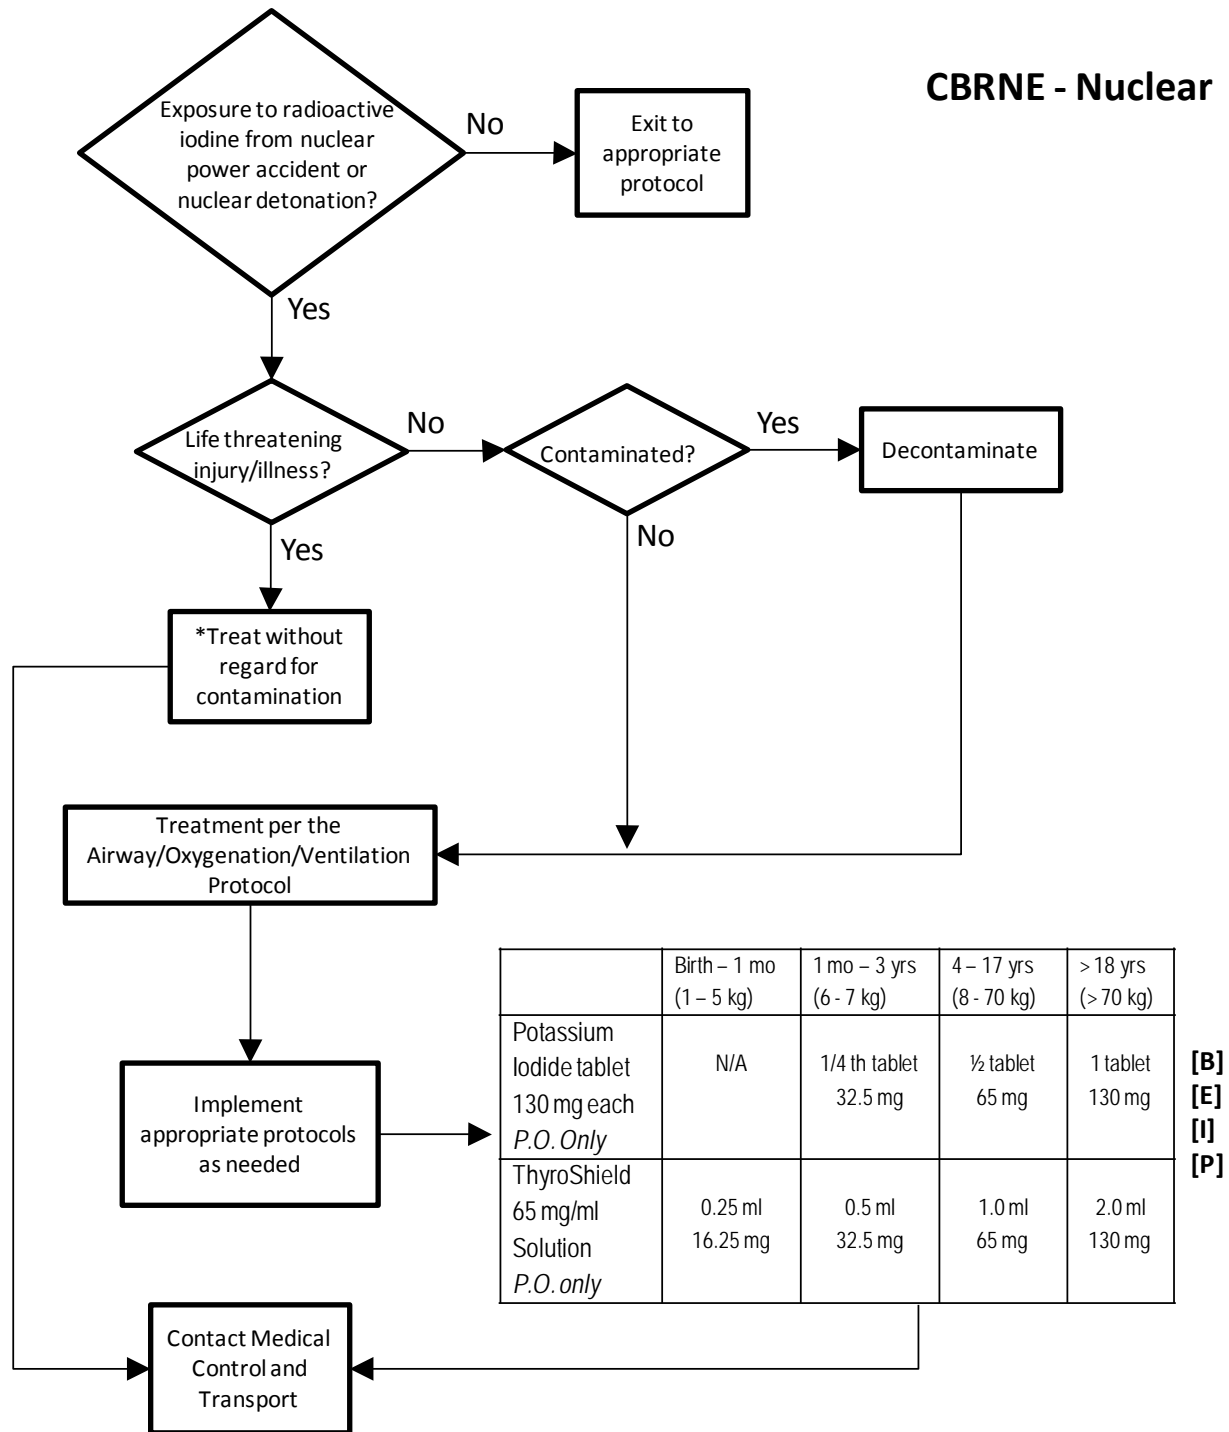 CBRNE - Nuclear
Exposure to radioactive
iodine from nuclear
power accident or
nuclear detonation?
No
Exit to
appropriate
protocol
Yes
Life threatening
injury/illness?
No
Contaminated?
Yes
Decontaminate
Yes
No
*Treat without
regard for
contamination
Treatment per the
Airway/Oxygenation/Ventilation
Protocol
Implement
appropriate protocols
as needed
Birth – 1 mo
(1 – 5 kg)
1 mo – 3 yrs
(6 - 7 kg)
4 – 17 yrs
(8 - 70 kg)
> 18 yrs
(> 70 kg)
Potassium
Iodide tablet
130 mg each
P.O. Only
N/A
1/4 th tablet
32.5 mg
½ tablet
65 mg
1 tablet
130 mg
ThyroShield
65 mg/ml
Solution
P.O. only
0.25 ml
16.25 mg
0.5 ml
32.5 mg
1.0 ml
65 mg
2.0 ml
130 mg
[B]
[E]
[I]
[P]
Contact Medical
Control and
Transport